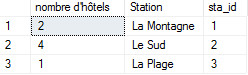 nombre d'hôtels Station sta_id
1 2 La Montagne 1
2 4 Le Sud 2
3 1 La Plage 3